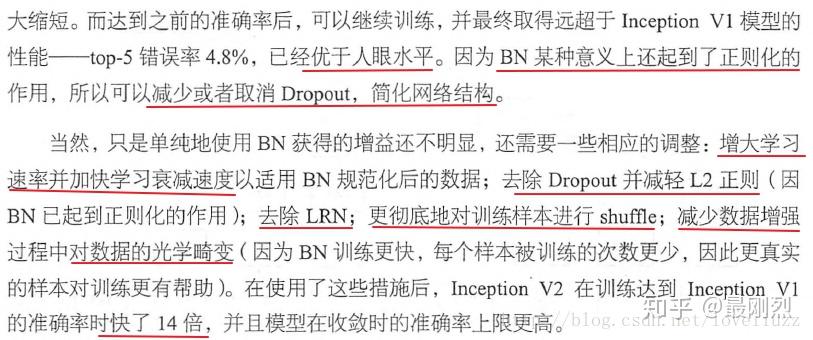 大缩短。而达到之前的准确率后，可以继续训练，并最终取得远超于 Inception V1 模型的
性能——top-5 错误率 4.8%，已经优于人眼水平。因为 BN 某种意义上还起到了正则化的
作用，所以可以减少或者取消 Dropout，简化网络结构。
当然，只是单纯地使用 BN 获得的增益还不明显，还需要一些相应的调整：增大学习
速率并加快学习衰减速度以适用 BN 规范化后的数据；去除 Dropout 并减轻 L2 正则（因
BN 已起到正则化的作用）；去除 LRN；更彻底地对训练样本进行 shuffle；减少数据增强
过程中对数据的光学畸变（因为 BN 训练更快，每个样本被训练的次数更少，因此更真实
的样本对训练更有帮助）。在使用了这些措施后，Inception V2 在训练达到 Inception V1
的准确率时快了 14 倍，并且模型在收敛时的准确率上限更高。
知乎 @最刚烈
https://blog.csdn.net/loveliuzz